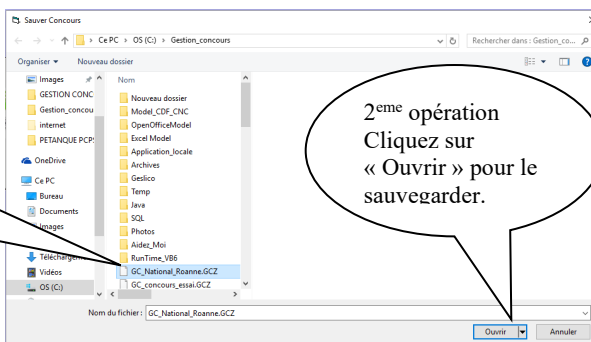 Sauver Concours
Ce PC > OS (C:) > Gestion_concours
Rechercher dans : Gestion_co...
Organiser
Nouveau dossier
Images
GESTION CONC
Gestion_concou
internet
PETANQUE PCP
OneDrive
Ce PC
Bureau
Documents
Images
Vidéos
OS (C:)
Nom
Nouveau dossier
Model_CDF_CNC
OpenOfficeModel
Excel Model
Application_locale
Archives
Geslico
Temp
Java
SQL
Photos
Aidez_Moi
RunTime_VB6
GC_National_Roanne.GCZ
GC_concours_essai.GCZ
2eme opération
Cliquez sur
« Ouvrir » pour le
sauvegarder.
Nom du fichier : GC_National_Roanne.GCZ
Ouvrir
Annuler